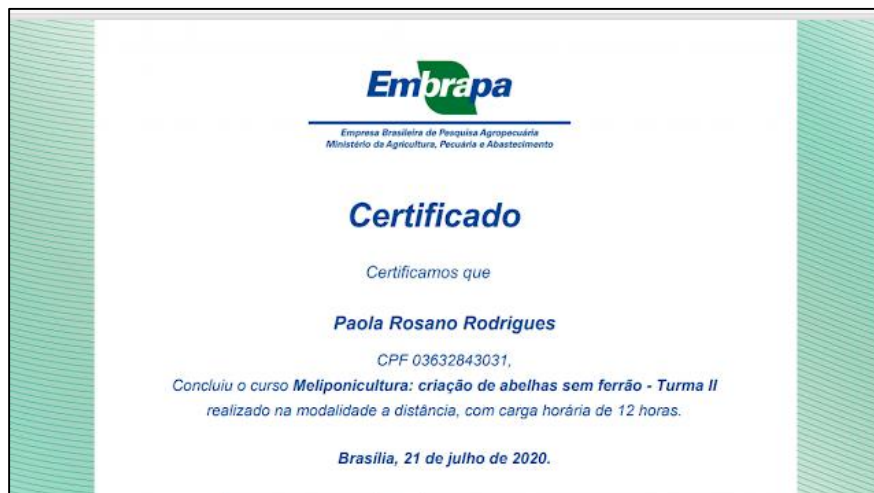 Embrapa
Empresa Brasileira de Pesquisa Agropecuária
Ministério da Agricultura, Pecuária e Abastecimento
Certificado
Certificamos que
Paola Rosano Rodrigues
CPF 03632843031,
Concluiu o curso Meliponicultura: criação de abelhas sem ferrão - Turma II
realizado na modalidade a distância, com carga horária de 12 horas.
Brasília, 21 de julho de 2020.